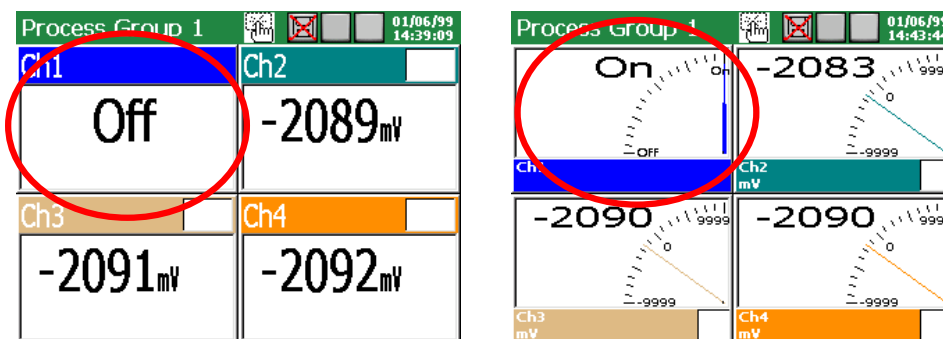 Process Group 1
01/06/99
14:39:09
Ch1
Ch2
Off
-2089mV
Ch3
Ch4
-2091mV
-2092mV
Process Group 1
01/06/99
14:43:44
On
On
OFF
-2083
999
0
-9999
Ch1
Ch2
mV
-2090
9999
0
-9999
-2090
9999
0
-9999
Ch3
mV
Ch4
mV